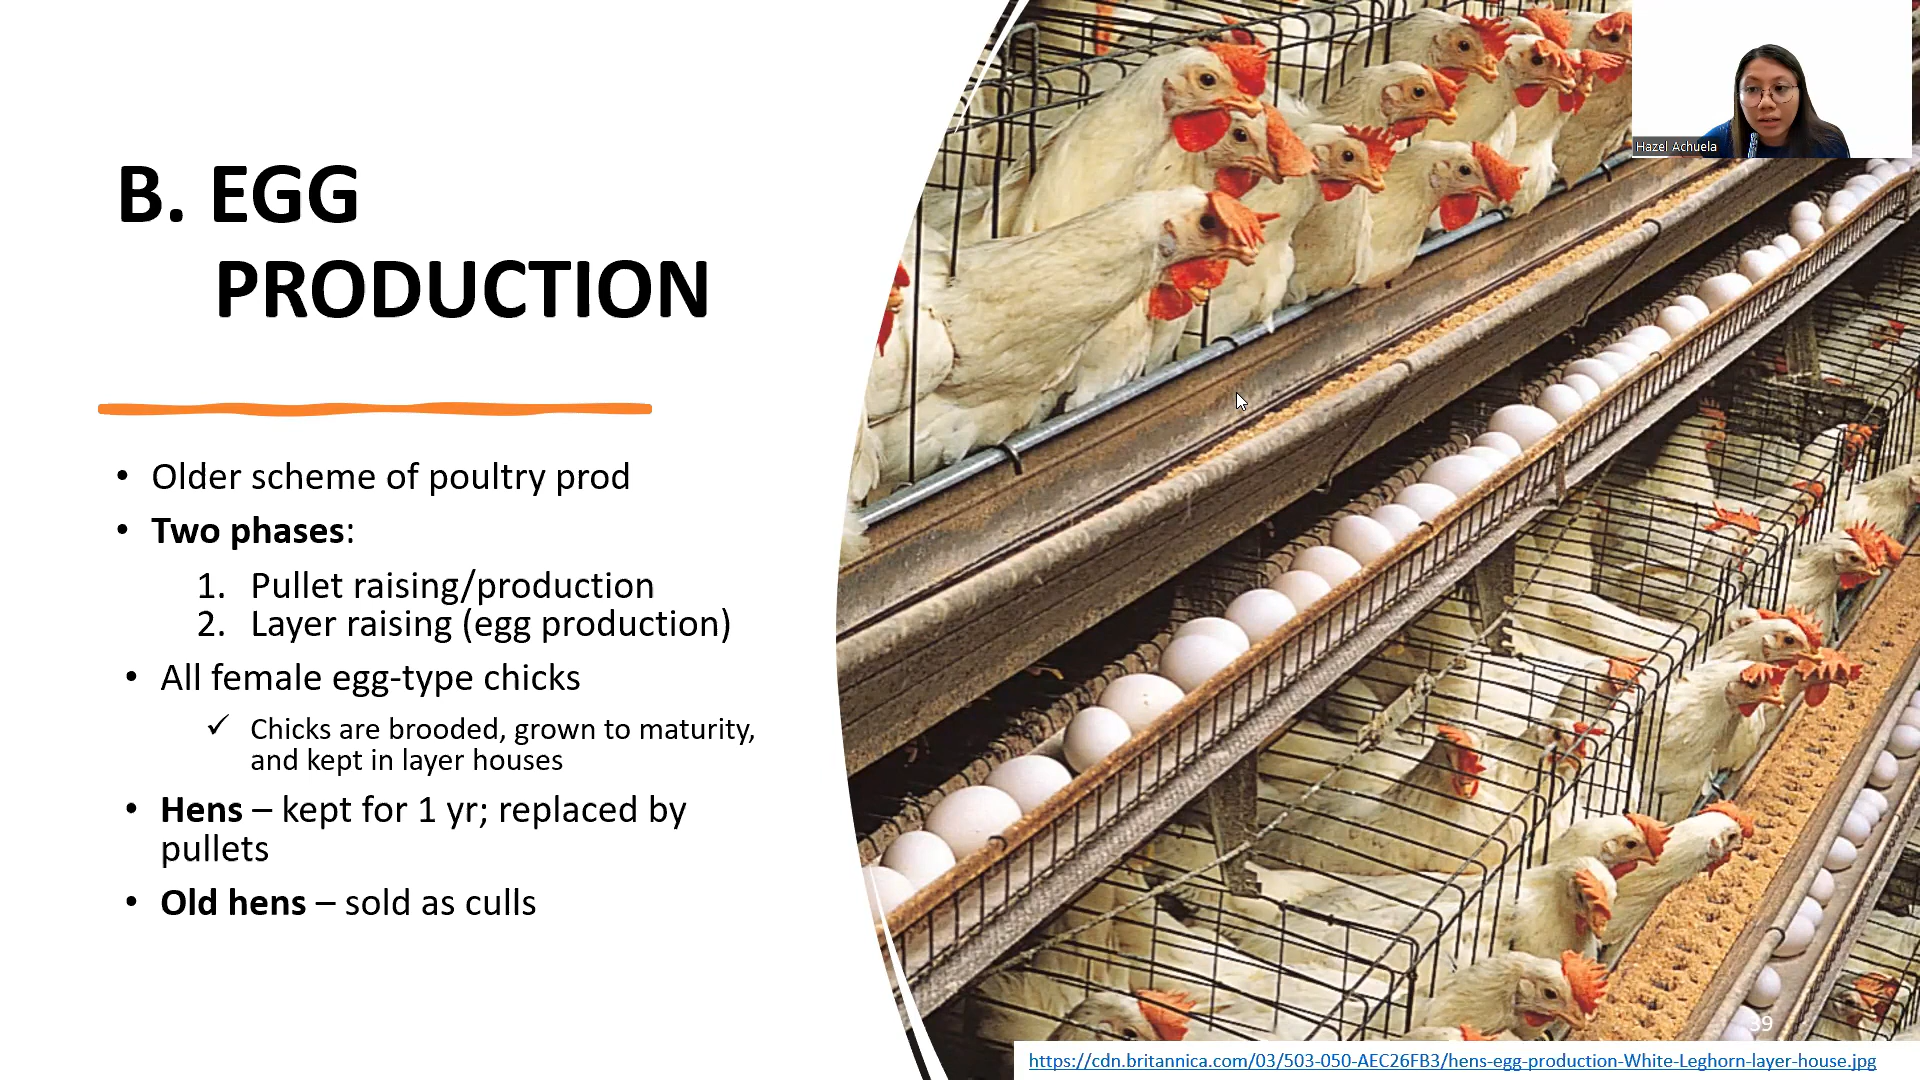 B. EGG
PRODUCTION
• Older scheme of poultry prod
• Two phases:
1. Pullet raising/production
2. Layer raising (egg production)
• All female egg-type chicks
✓ Chicks are brooded, grown to maturity,
and kept in layer houses
• Hens – kept for 1 yr; replaced by
pullets
• Old hens – sold as culls
Hazel Achuela
39
https://cdn.britannica.com/03/503-050-AEC26FB3/hens-egg-production-White-Leghorn-layer-house.jpg